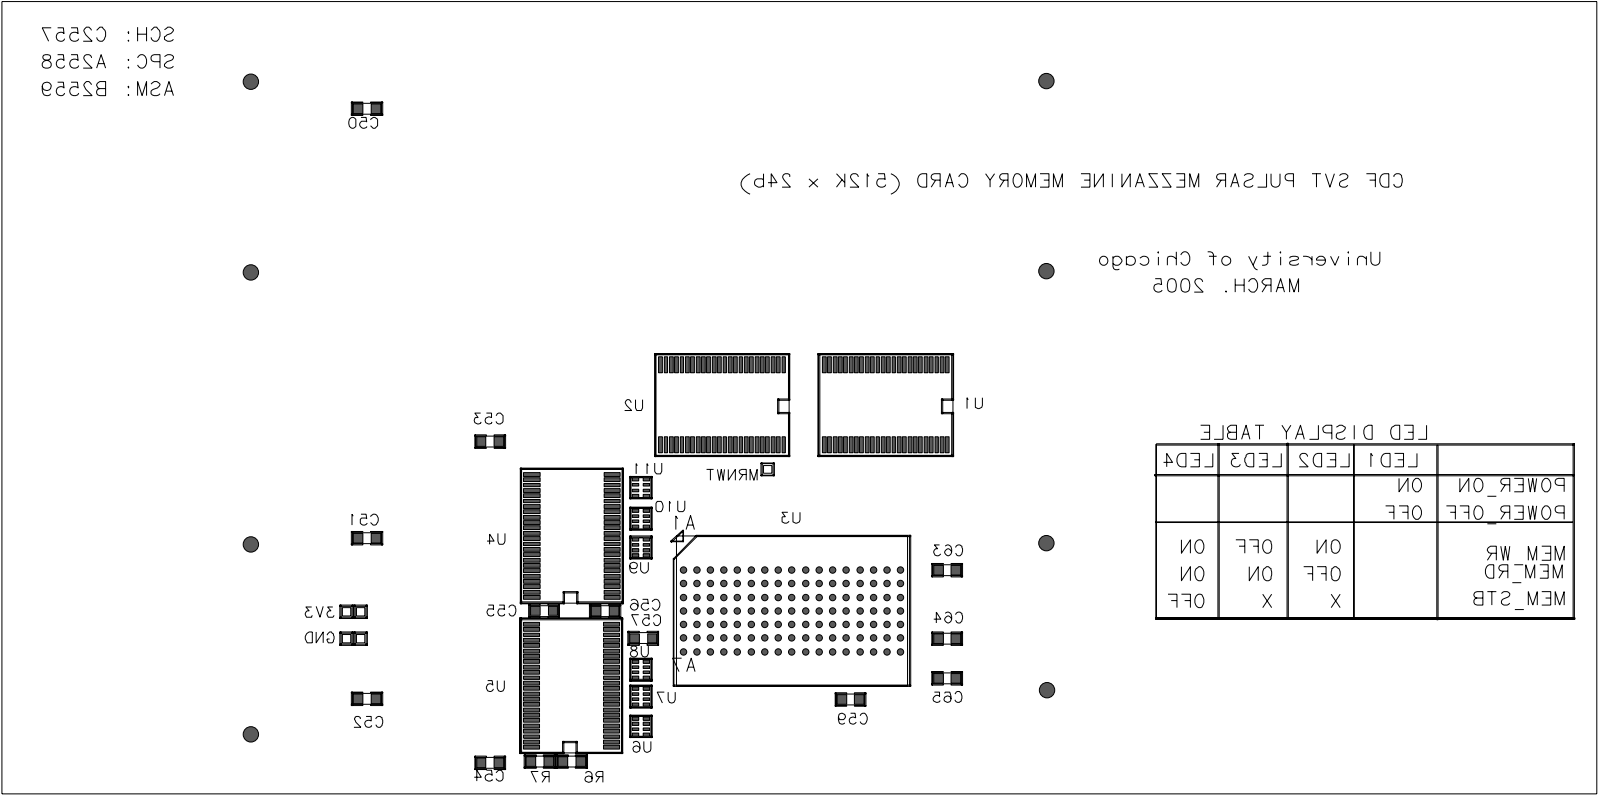 SCH: C2557
SPC: A2558
ASM: B2559
C50
CDF SVT PULSAR MEZZANINE MEMORY CARD (512K x 24b)
University of Chicago
MARCH. 2005
U2
U1
C53
MRNWT
LED DISPLAY TABLE
LED1 LED2 LED3 LED4
POWER_ON ON
POWER_OFF OFF
MEM_WR ON OFF ON
MEM_RD OFF ON ON
MEM_STB X X OFF
U11
U10
U9
A1
U3
C51
U4
C63
3V3
GND
C55
C56
C57
C64
U8
A7
U5
U7
C65
C52
C59
U6
C54
R7
R6